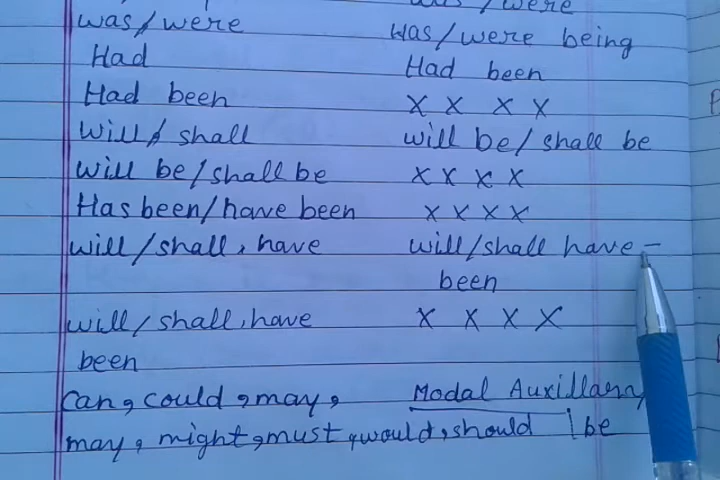 was/were
was/were Was/were being
Had Had been
Had been X X X X
Will/shall will be/shall be
Will be/shall be X X X X
Has been/have been X X X X
will/shall, have will/shall have-
been
will/shall, have X X X X
been
Can, could, may, Modal Auxillary
may, might, must, would, should | be